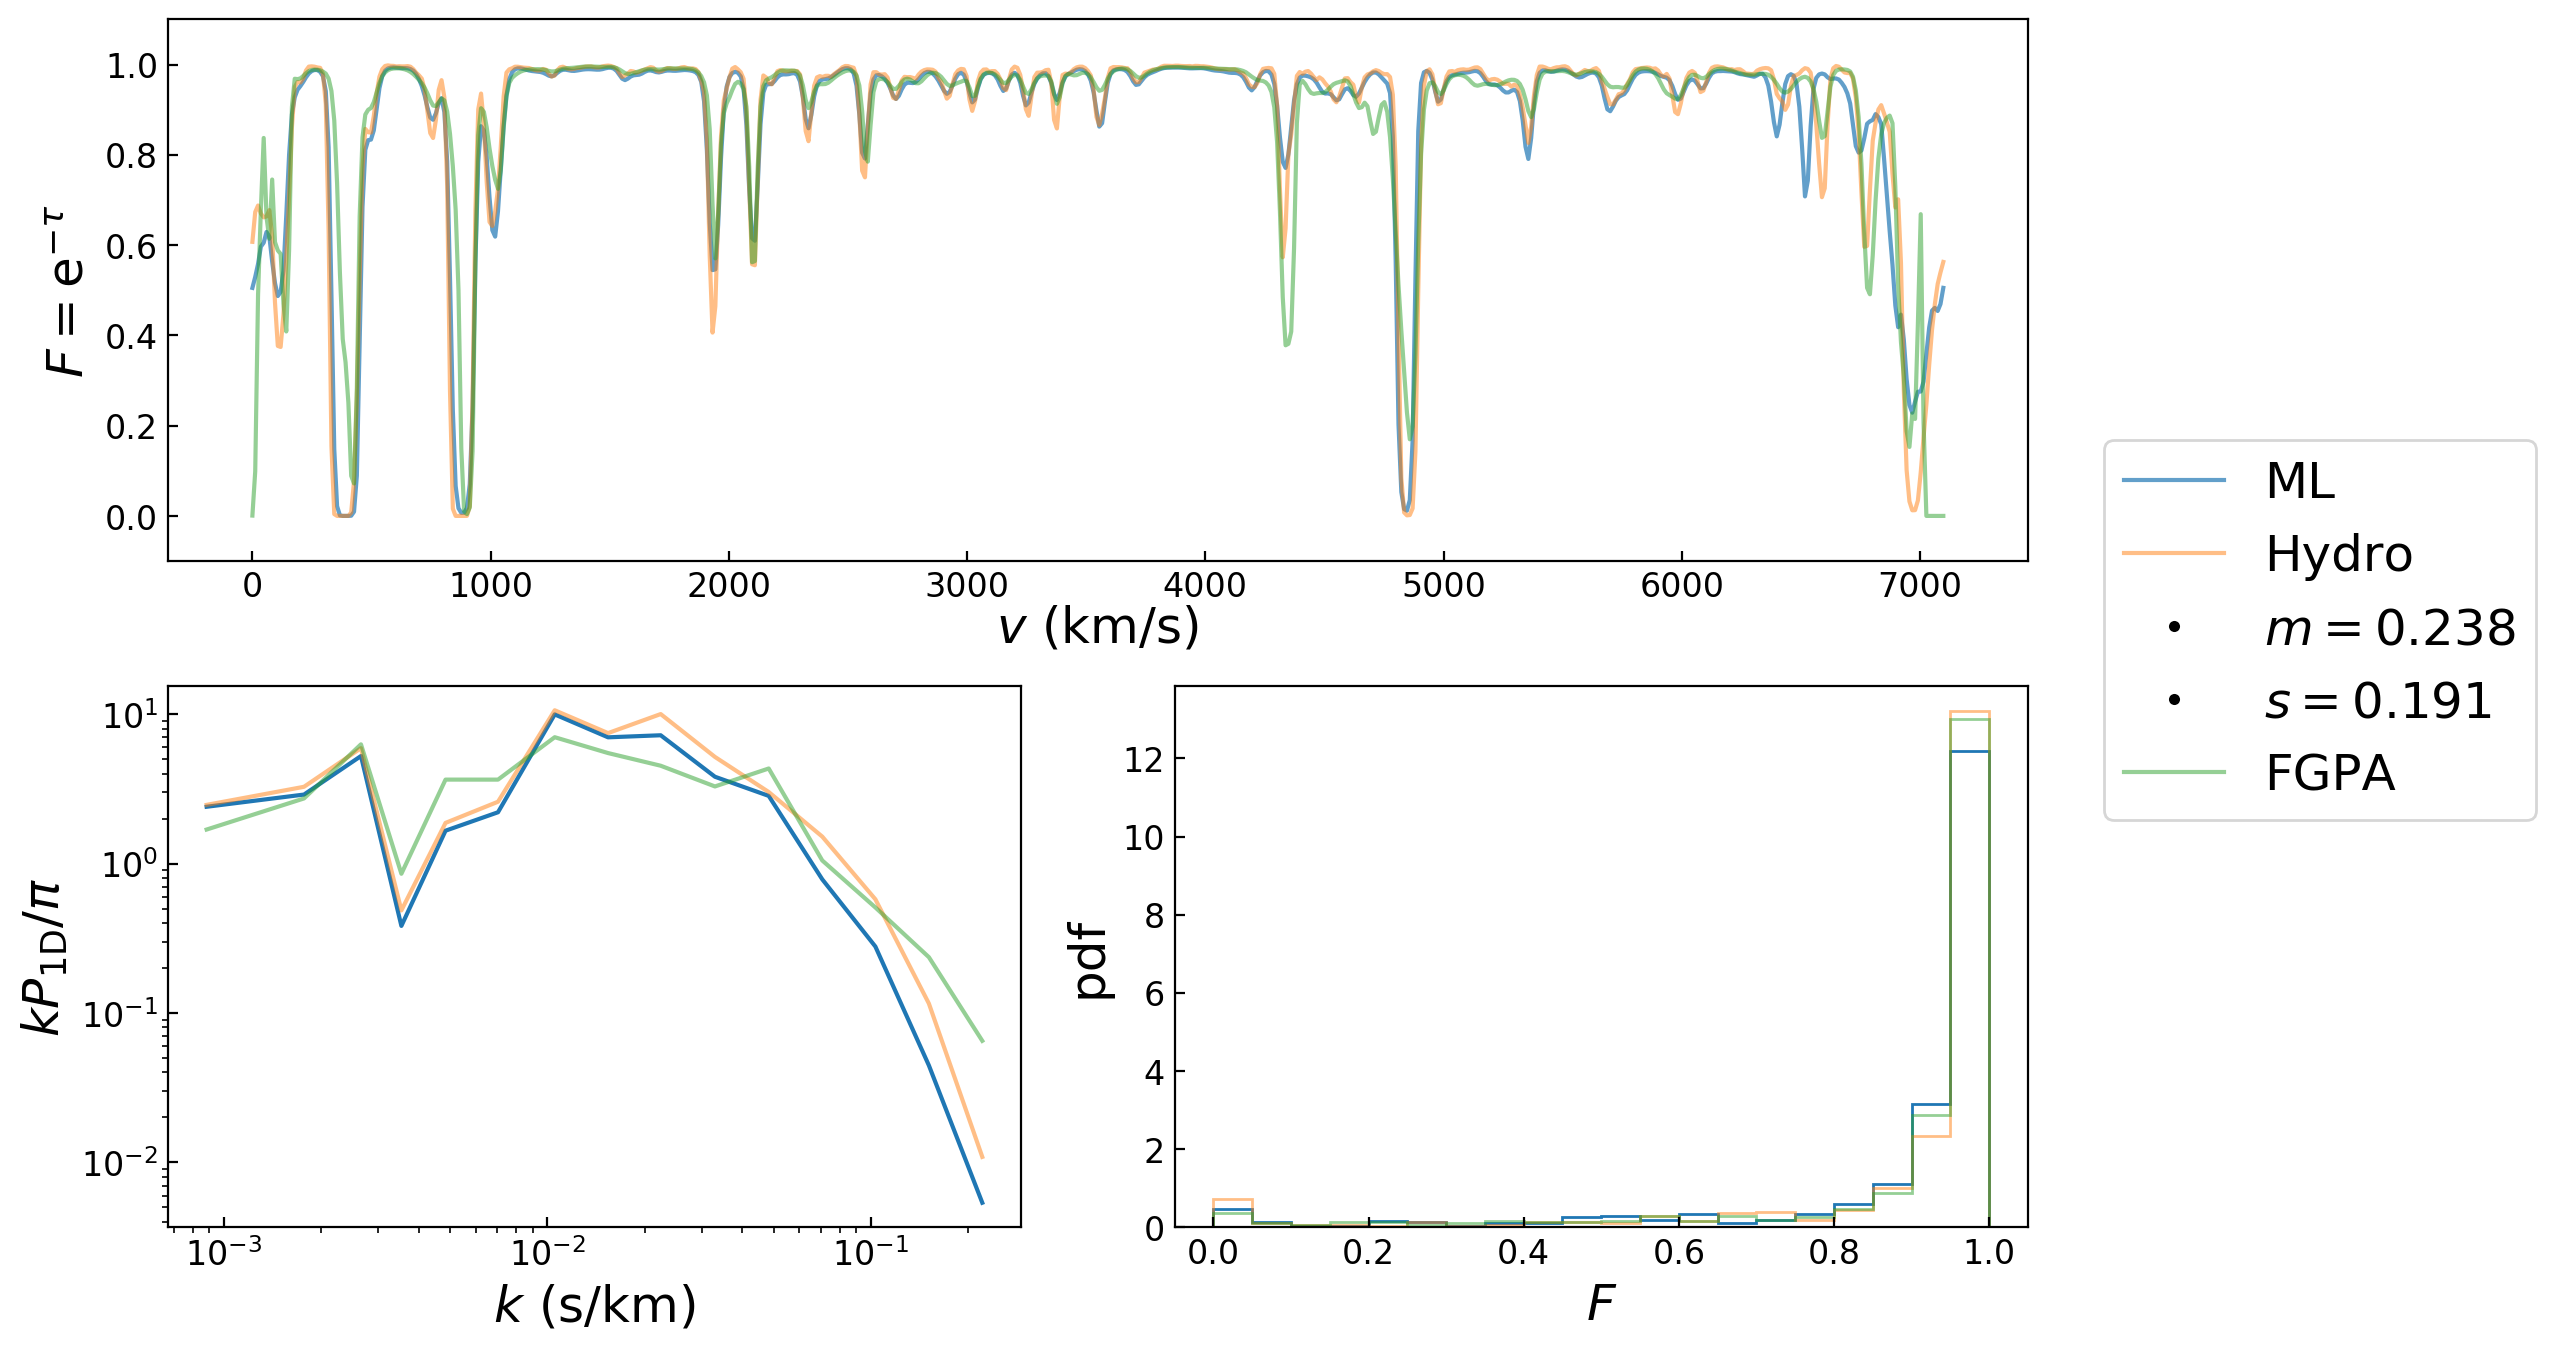 1.0
0.8
0.6
0.4
0.2
0.0
F = e^{−τ}
0 1000 2000 3000 4000 5000 6000 7000
v (km/s)
ML
Hydro
m = 0.238
s = 0.191
FGPA
10^1
10^0
10^{−1}
10^{−2}
kP_{1D}/π
10^{−3} 10^{−2} 10^{−1}
k (s/km)
12
10
8
6
4
2
0
pdf
0.0 0.2 0.4 0.6 0.8 1.0
F